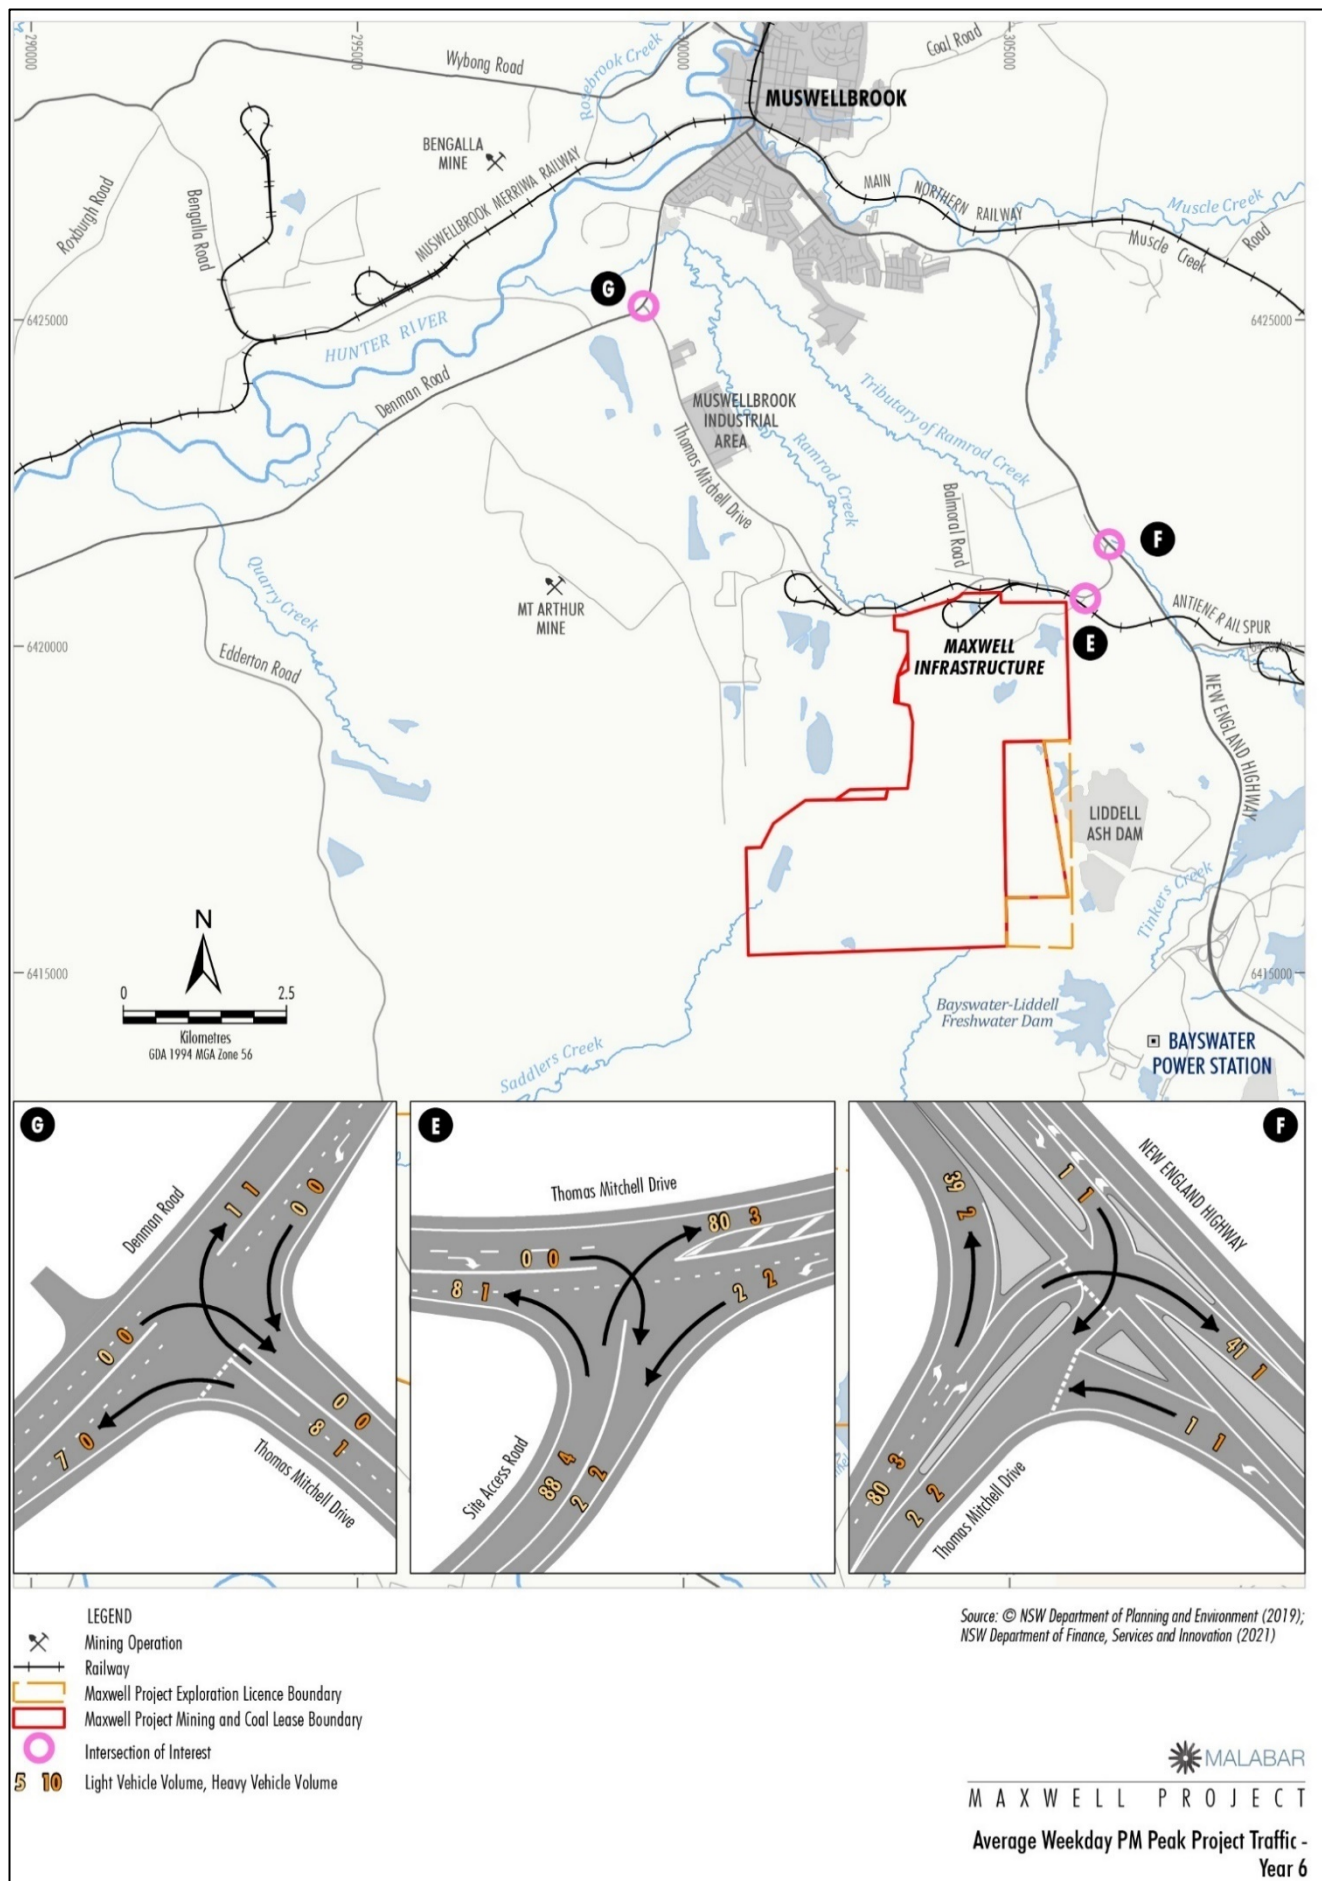 290000
295000
300000
305000
Wybong Road
Rosebrook Creek
Coal Road
MUSWELLBROOK
BENGALLA
MINE
Roxburgh Road
Bengalla Road
MUSWELLBROOK MERRIWA RAILWAY
MAIN NORTHERN RAILWAY
Muscle Creek
Muscle Creek Road
G
6425000
6425000
HUNTER RIVER
Denman Road
MUSWELLBROOK
INDUSTRIAL
AREA
Thomas Mitchell Drive
Ramrod Creek
Tributary of Ramrod Creek
Balmoral Road
F
Quarry Creek
MT ARTHUR
MINE
ANTIENE RAIL SPUR
E
6420000
MAXWELL
INFRASTRUCTURE
Edderton Road
NEW ENGLAND HIGHWAY
LIDDELL
ASH DAM
Tinkers Creek
N
6415000
6415000
0 2.5
Kilometres
GDA 1994 MGA Zone 56
Bayswater-Liddell
Freshwater Dam
Saddlers Creek
BAYSWATER
POWER STATION
G
Denman Road
1 1
0 0
0 0
7 0
0 0
8 1
Thomas Mitchell Drive
E
Thomas Mitchell Drive
80 3
0 0
8 1
2 2
Site Access Road
88 4
2 2
F
NEW ENGLAND HIGHWAY
39 2
1 1
41 1
1 1
80 3
2 2
Thomas Mitchell Drive
LEGEND
Mining Operation
Railway
Maxwell Project Exploration Licence Boundary
Maxwell Project Mining and Coal Lease Boundary
Intersection of Interest
5 10 Light Vehicle Volume, Heavy Vehicle Volume
Source: © NSW Department of Planning and Environment (2019);
NSW Department of Finance, Services and Innovation (2021)
MALABAR
MAXWELL PROJECT
Average Weekday PM Peak Project Traffic -
Year 6